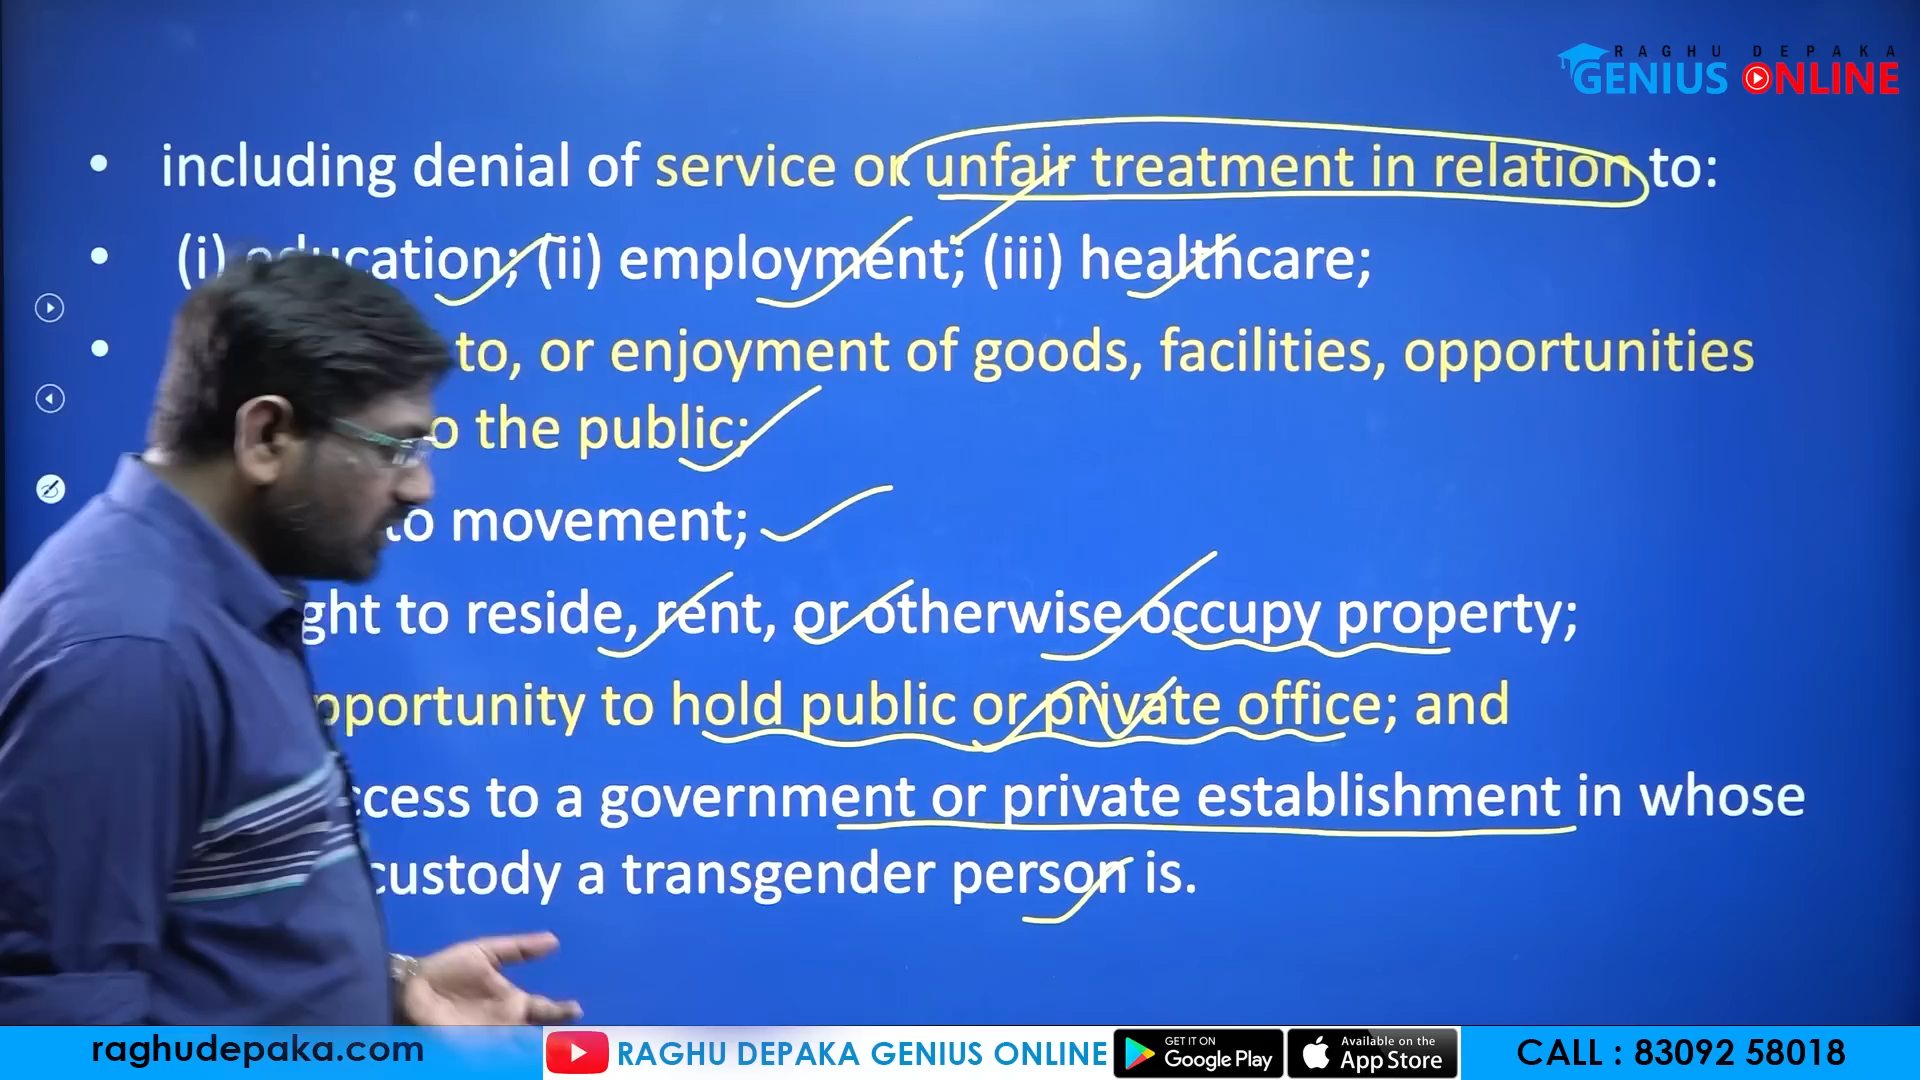 RAGHU DEPAKA
GENIUS ONLINE
• including denial of service or unfair treatment in relation to:
• (i) education; (ii) employment; (iii) healthcare;
• to, or enjoyment of goods, facilities, opportunities
to the public;
to movement;
to reside, rent, or otherwise occupy property;
to hold public or private office; and
to a government or private establishment in whose
custody a transgender person is.
raghudepaka.com
RAGHU DEPAKA GENIUS ONLINE
GET IT ON
Google Play
Available on the
App Store
CALL : 83092 58018